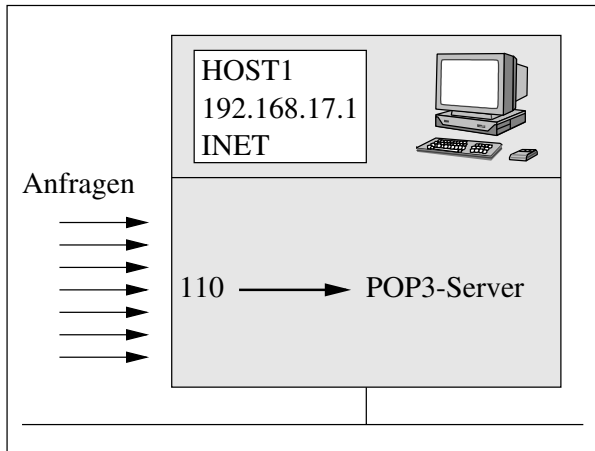 HOST1
192.168.17.1
INET
Anfragen
110 POP3-Server